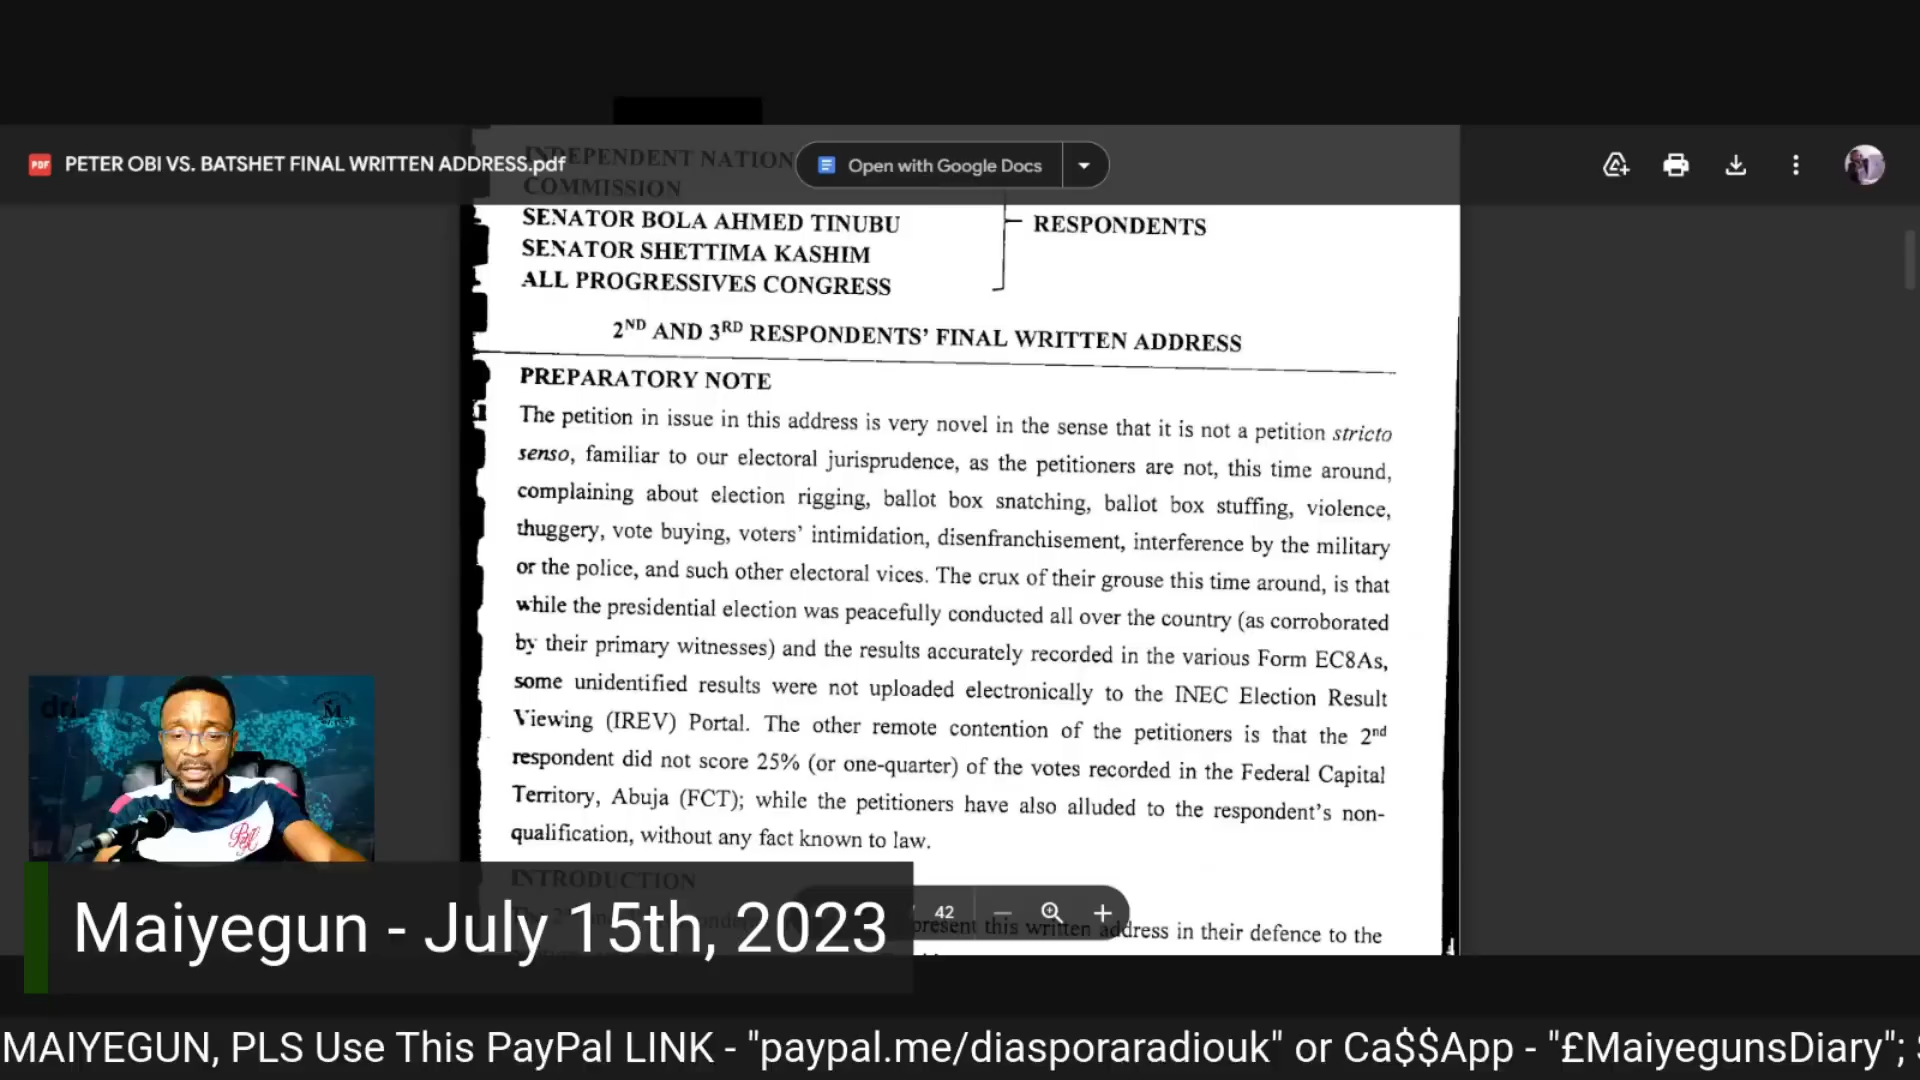 PETER OBI VS. BATSHET FINAL WRITTEN ADDRESS.pdf
Open with Google Docs
INDEPENDENT NATION
COMMISSION
SENATOR BOLA AHMED TINUBU
SENATOR SHETTIMA KASHIM
ALL PROGRESSIVES CONGRESS
RESPONDENTS
2ND AND 3RD RESPONDENTS' FINAL WRITTEN ADDRESS
PREPARATORY NOTE
The petition in issue in this address is very novel in the sense that it is not a petition stricto
senso, familiar to our electoral jurisprudence, as the petitioners are not, this time around,
complaining about election rigging, ballot box snatching, ballot box stuffing, violence,
thuggery, vote buying, voters' intimidation, disenfranchisement, interference by the military
or the police, and such other electoral vices. The crux of their grouse this time around, is that
while the presidential election was peacefully conducted all over the country (as corroborated
by their primary witnesses) and the results accurately recorded in the various Form EC8As,
some unidentified results were not uploaded electronically to the INEC Election Result
Viewing (IREV) Portal. The other remote contention of the petitioners is that the 2nd
respondent did not score 25% (or one-quarter) of the votes recorded in the Federal Capital
Territory, Abuja (FCT); while the petitioners have also alluded to the respondent's non-
qualification, without any fact known to law.
INTRODUCTION
present this written address in their defence to the
42
Maiyegun - July 15th, 2023
MAIYEGUN, PLS Use This PayPal LINK - "paypal.me/diasporaradiouk" or Ca$$App - "£MaiyegunsDiary";